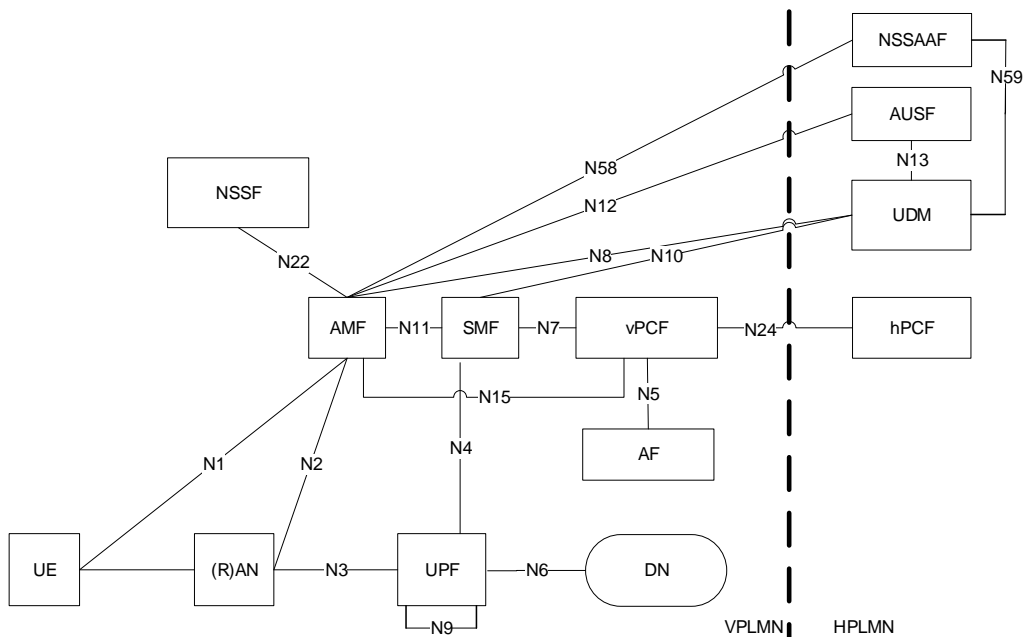 NSSAAF
N59
AUSF
N13
N58
NSSF
N12
UDM
N22
N8
N10
AMF
N11
SMF
N7
vPCF
N24
hPCF
N15
N5
N4
AF
N1
N2
UE
(R)AN
N3
UPF
N6
DN
N9
VPLMN
HPLMN